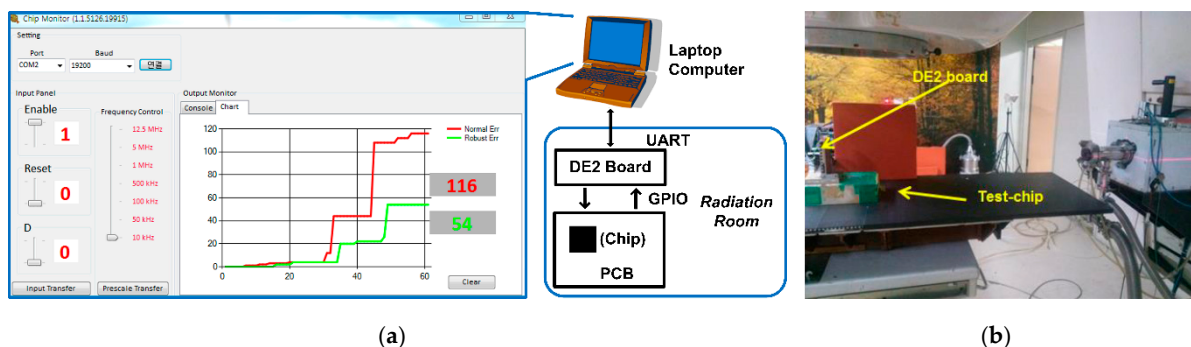 Chip Monitor (1.1.5126.19915)
Setting
Port
Baud
COM2
19200
연결
Input Panel
Output Monitor
Enable
1
Reset
0
D
0
Input Transfer
Frequency Control
12.5 MHz
5 MHz
1 MHz
500 kHz
100 kHz
50 kHz
10 kHz
Prescale Transfer
Console
Chart
120
100
80
60
40
20
0
0
20
40
60
Normal Err
Robust Err
116
54
Clear
Laptop
Computer
UART
DE2 Board
GPIO
Radiation
Room
(Chip)
PCB
DE2 board
Test-chip
(a)
(b)